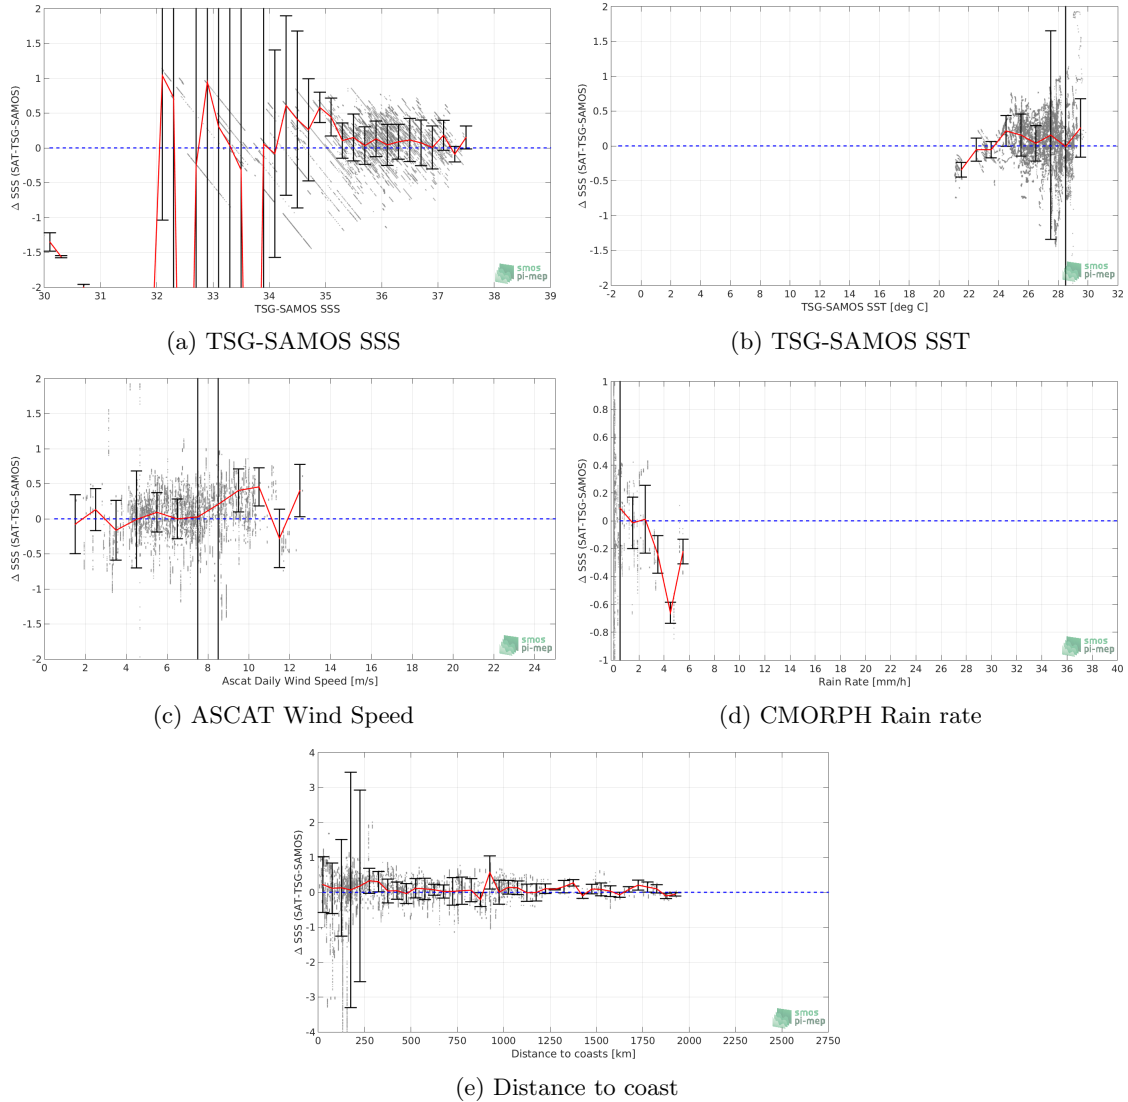 2
1.5
1
0.5
0
-0.5
-1
-1.5
-2
Δ SSS (SAT-TSG-SAMOS)
30 31 32 33 34 35 36 37 38 39
TSG-SAMOS SSS
smos
pi-mep
(a) TSG-SAMOS SSS
2
1.5
1
0.5
0
-0.5
-1
-1.5
-2
Δ SSS (SAT-TSG-SAMOS)
-2 0 2 4 6 8 10 12 14 16 18 20 22 24 26 28 30 32
TSG-SAMOS SST [deg C]
smos
pi-mep
(b) TSG-SAMOS SST
2
1.5
1
0.5
0
-0.5
-1
-1.5
-2
Δ SSS (SAT-TSG-SAMOS)
0 2 4 6 8 10 12 14 16 18 20 22 24
Ascat Daily Wind Speed [m/s]
smos
pi-mep
(c) ASCAT Wind Speed
1
0.8
0.6
0.4
0.2
0
-0.2
-0.4
-0.6
-0.8
-1
Δ SSS (SAT-TSG-SAMOS)
0 2 4 6 8 10 12 14 16 18 20 22 24 26 28 30 32 34 36 38 40
Rain Rate [mm/h]
smos
pi-mep
(d) CMORPH Rain rate
4
3
2
1
0
-1
-2
-3
-4
Δ SSS (SAT-TSG-SAMOS)
0 250 500 750 1000 1250 1500 1750 2000 2250 2500 2750
Distance to coasts [km]
smos
pi-mep
(e) Distance to coast